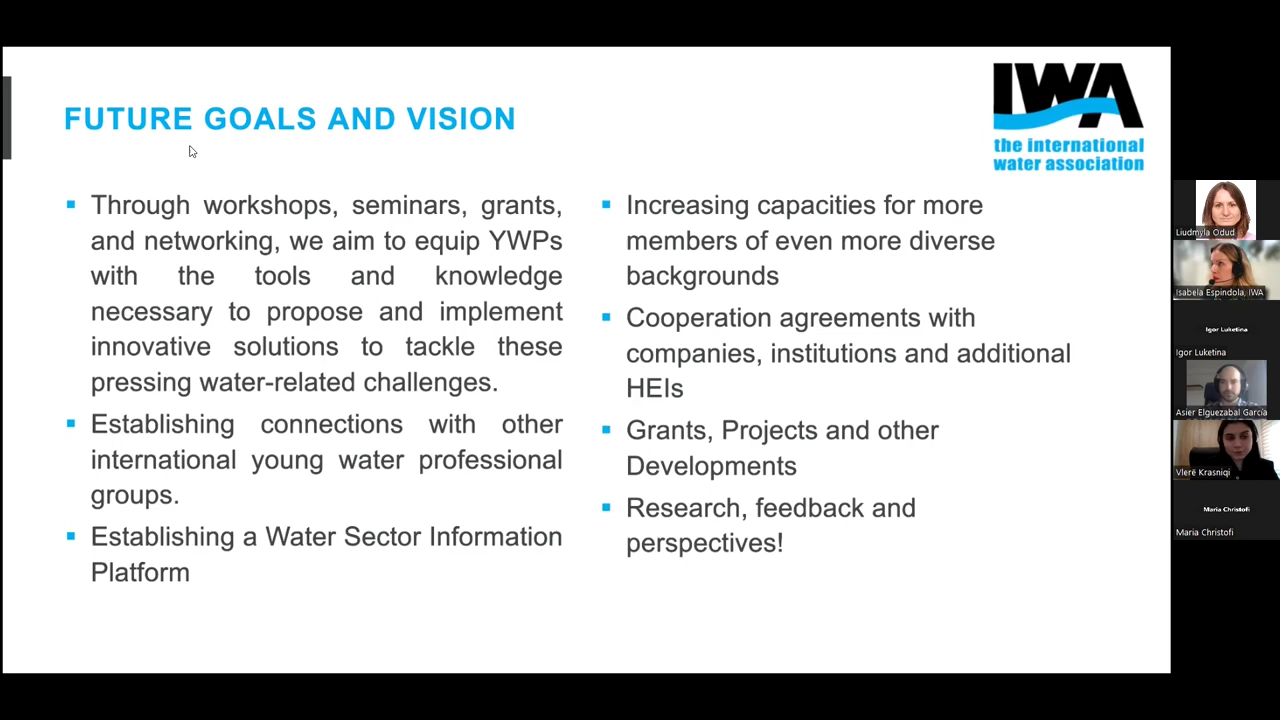 FUTURE GOALS AND VISION
IWA
the international
water association
Through workshops, seminars, grants,
and networking, we aim to equip YWPs
with the tools and knowledge
necessary to propose and implement
innovative solutions to tackle these
pressing water-related challenges.
Establishing connections with other
international young water professional
groups.
Establishing a Water Sector Information
Platform
Increasing capacities for more
members of even more diverse
backgrounds
Cooperation agreements with
companies, institutions and additional
HEIs
Grants, Projects and other
Developments
Research, feedback and
perspectives!
Liudmyla Odud
Isabela Espindola, IWA
Igor Luketina
Igor Luketina
Asier Elguezabal García
Vlerë Krasniqi
Maria Christofi
Maria Christofi